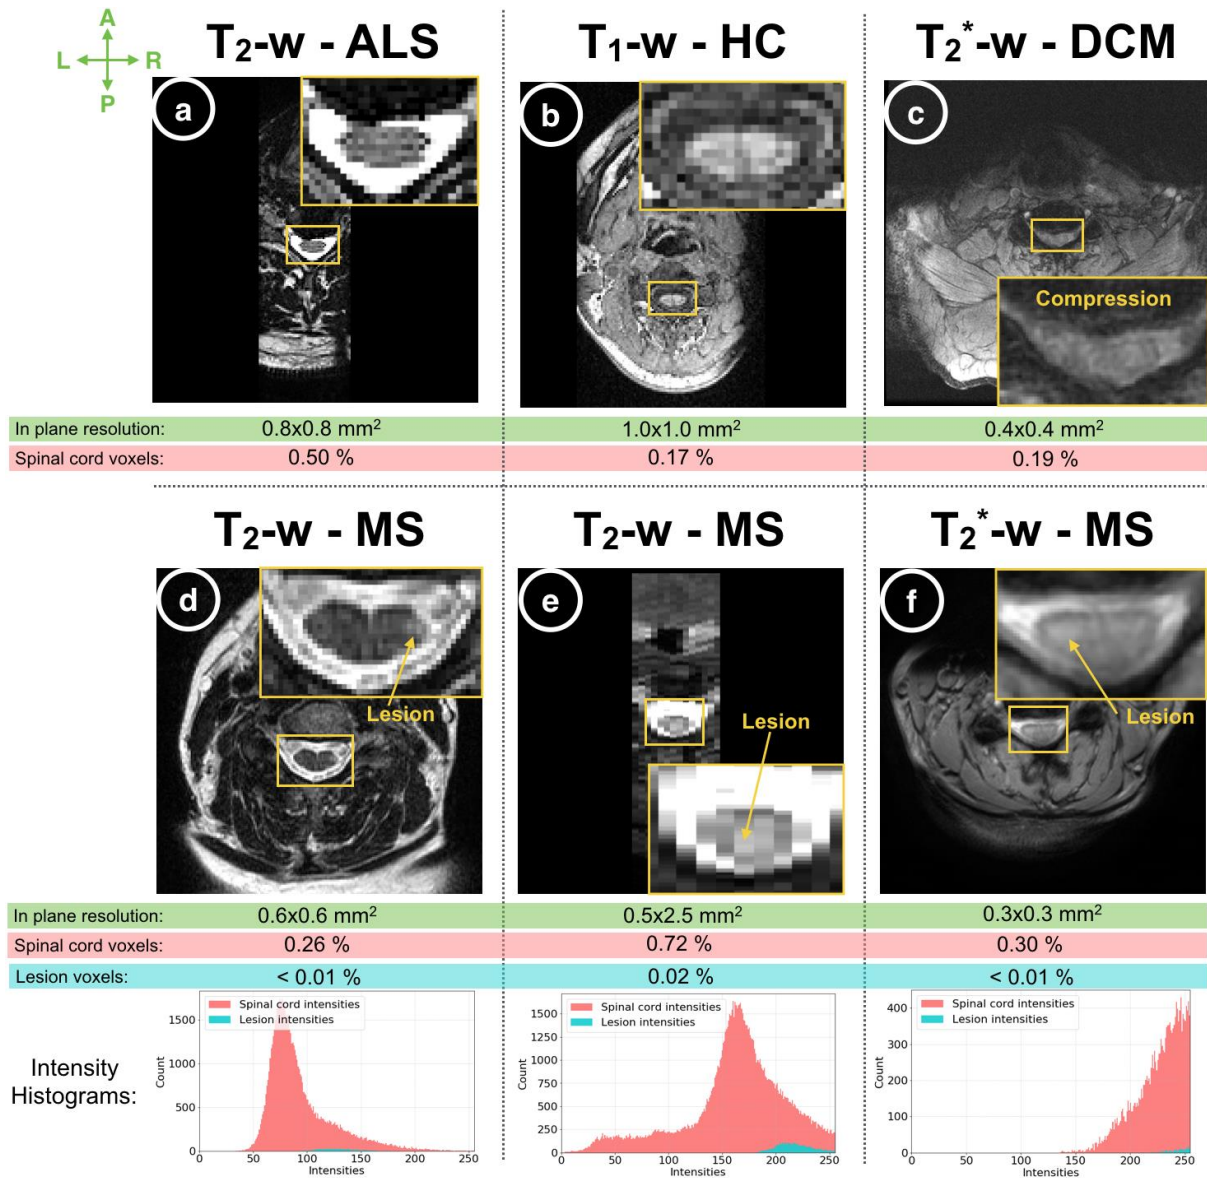 A
L R
P
T2-w - ALS
T1-w - HC
T2*-w - DCM
a
b
c
Compression
In plane resolution: 0.8x0.8 mm² 1.0x1.0 mm² 0.4x0.4 mm²
Spinal cord voxels: 0.50 % 0.17 % 0.19 %
T2-w - MS
T2-w - MS
T2*-w - MS
d
e
f
Lesion
Lesion
Lesion
In plane resolution: 0.6x0.6 mm² 0.5x2.5 mm² 0.3x0.3 mm²
Spinal cord voxels: 0.26 % 0.72 % 0.30 %
Lesion voxels: < 0.01 % 0.02 % < 0.01 %
Intensity
Histograms:
Spinal cord intensities
Lesion intensities
Count
1500
1000
500
0
0 50 100 150 200 250
Intensities
Spinal cord intensities
Lesion intensities
Count
1500
1250
1000
750
500
250
0
0 50 100 150 200 250
Intensities
Spinal cord intensities
Lesion intensities
Count
400
300
200
100
0
0 50 100 150 200 250
Intensities